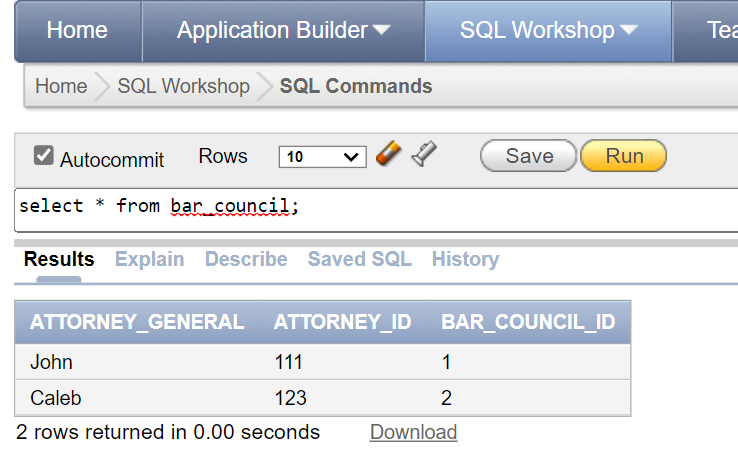 Home Application Builder SQL Workshop Tea
Home SQL Workshop SQL Commands
Autocommit Rows 10 Save Run
select * from bar_council;
Results Explain Describe Saved SQL History
ATTORNEY_GENERAL ATTORNEY_ID BAR_COUNCIL_ID
John 111 1
Caleb 123 2
2 rows returned in 0.00 seconds Download